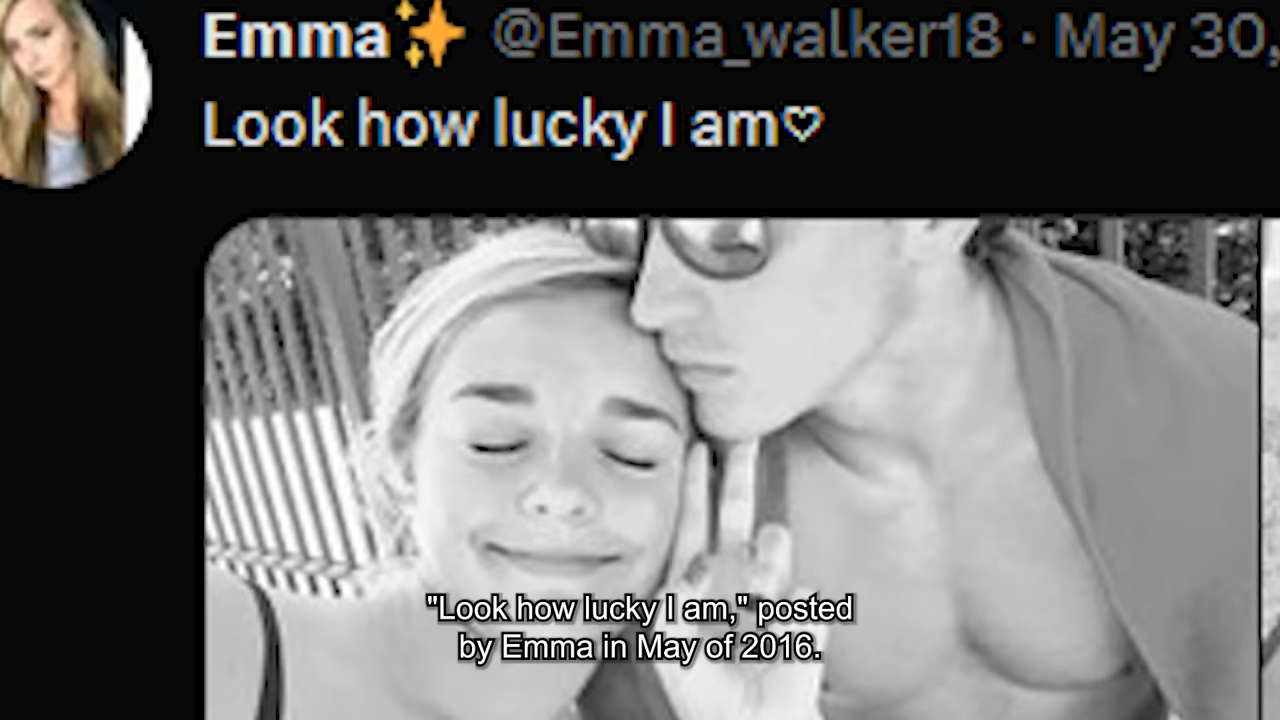 Emma✨ @Emma_walker18 · May 30,
Look how lucky I am♡
"Look how lucky I am," posted
by Emma in May of 2016.